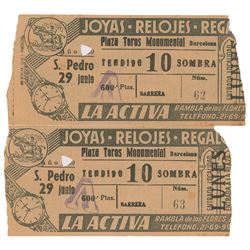 JOYAS - RELOJES - REGA
Plaza Toros Monumental Barcelona
S. Pedro
29 junio
TENDIDO 10 SOMBRA
600 Ptas.
BARRERA
Núm.
62
A
LA ACTIVA
RAMBLA de las FLORES
TELEFONO. 21-69-9
JOYAS - RELOJES - REGAL
Plaza Toros Monumental Barcelona
S. Pedro
29 junio
TENDIDO 10 SOMBRA
600 Ptas.
BARRERA
Núm.
63
A
LUNES
LA ACTIVA
RAMBLA de las FLORES
TELEFONO. 21-69-99